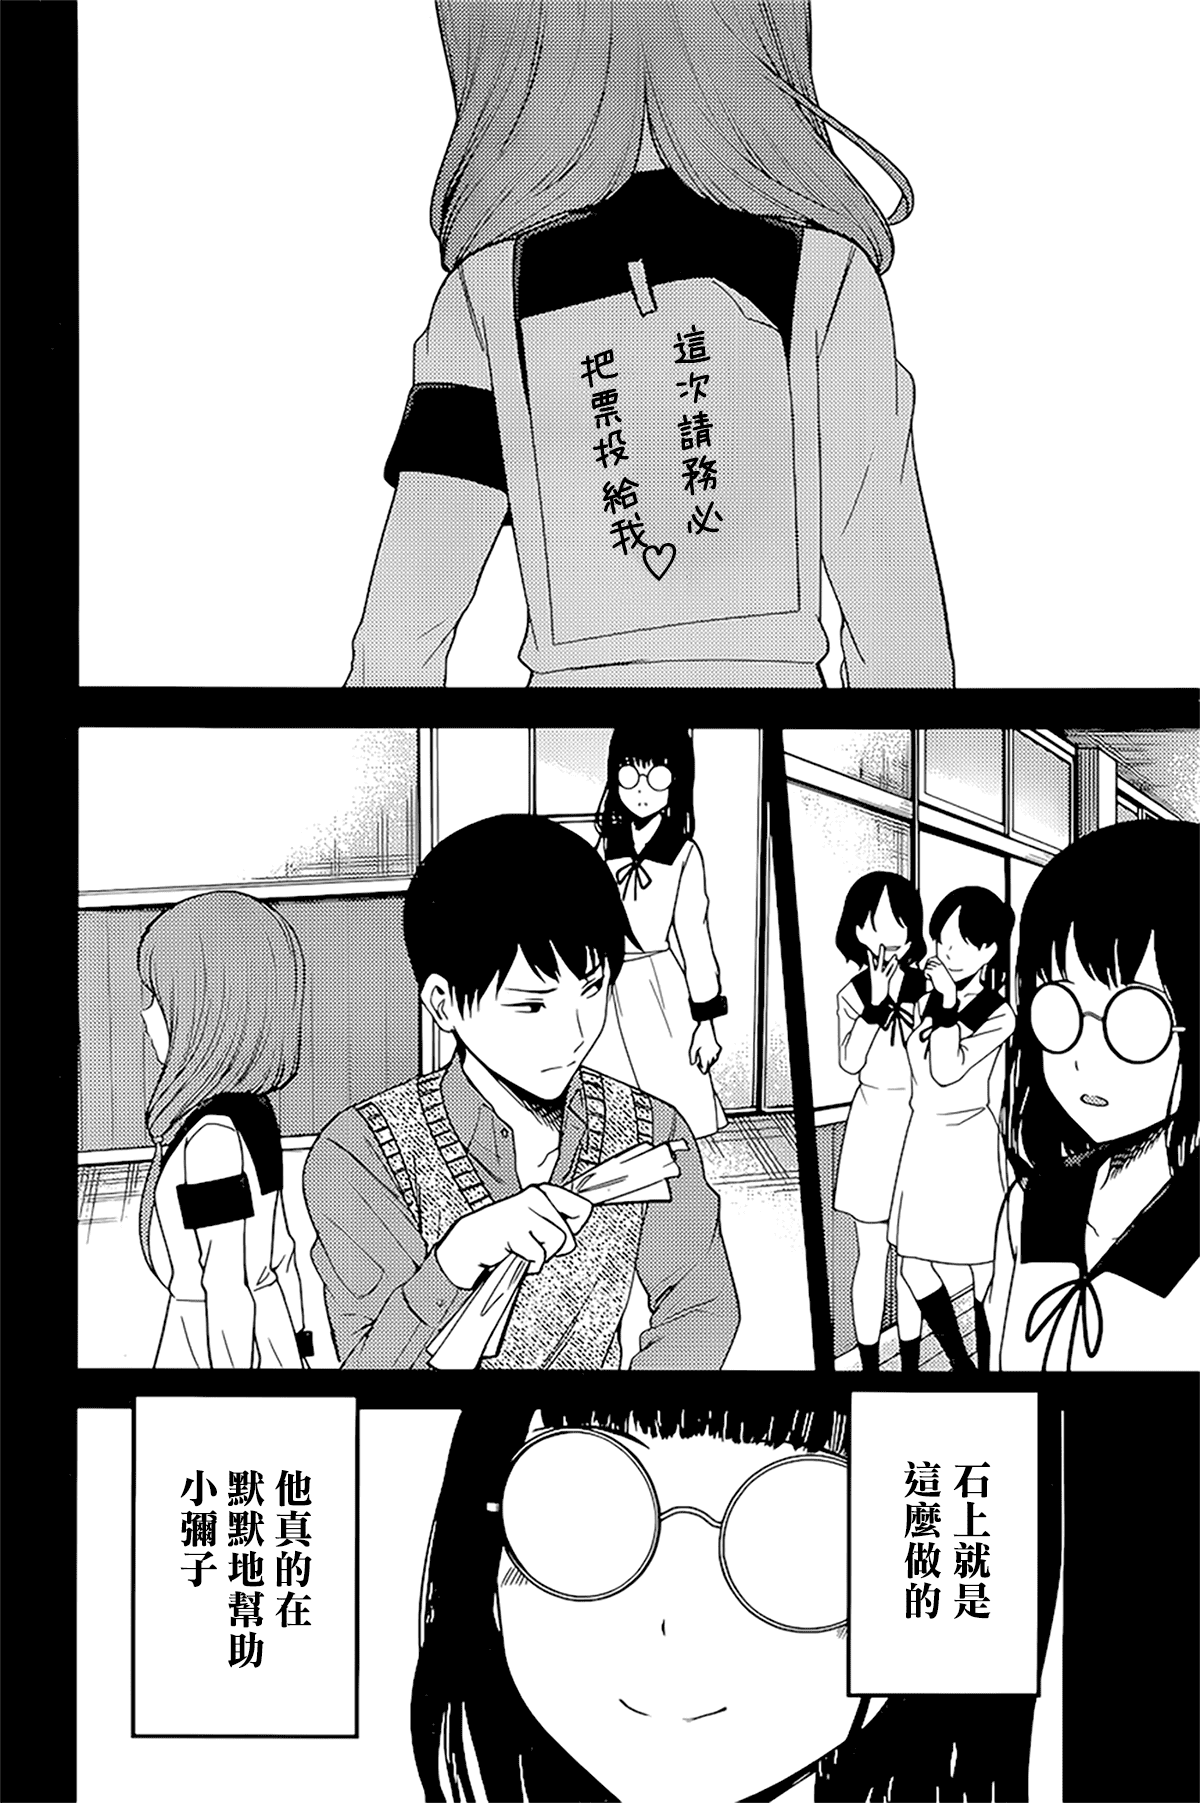 這次請務必
把票投給我♡
石上就是
這麼做的
他真的在
默默地幫助
小彌子